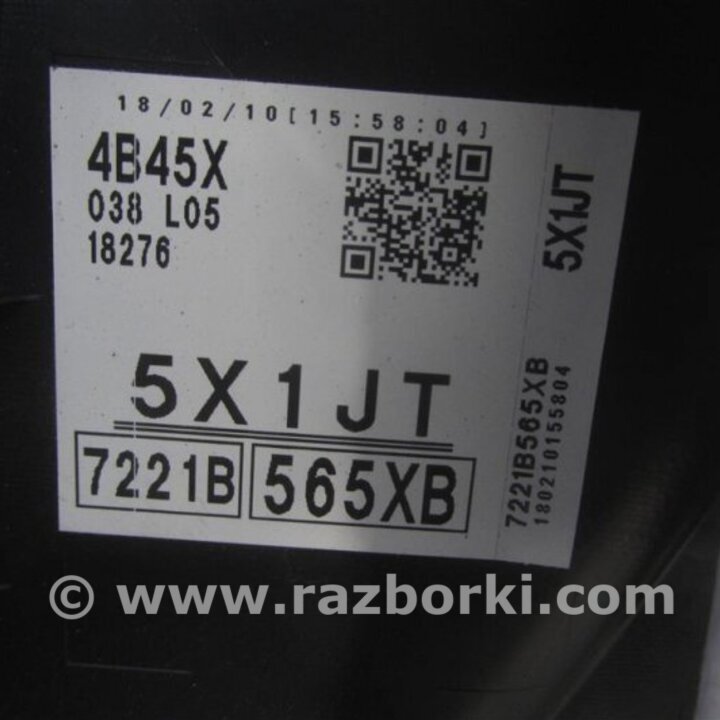 18/02/10[15:58:04]
4B45X
038 L05
18276
5X1JT
7221B 565XB
5X1JT
7221B565XB
180210155804
© www.razborki.com